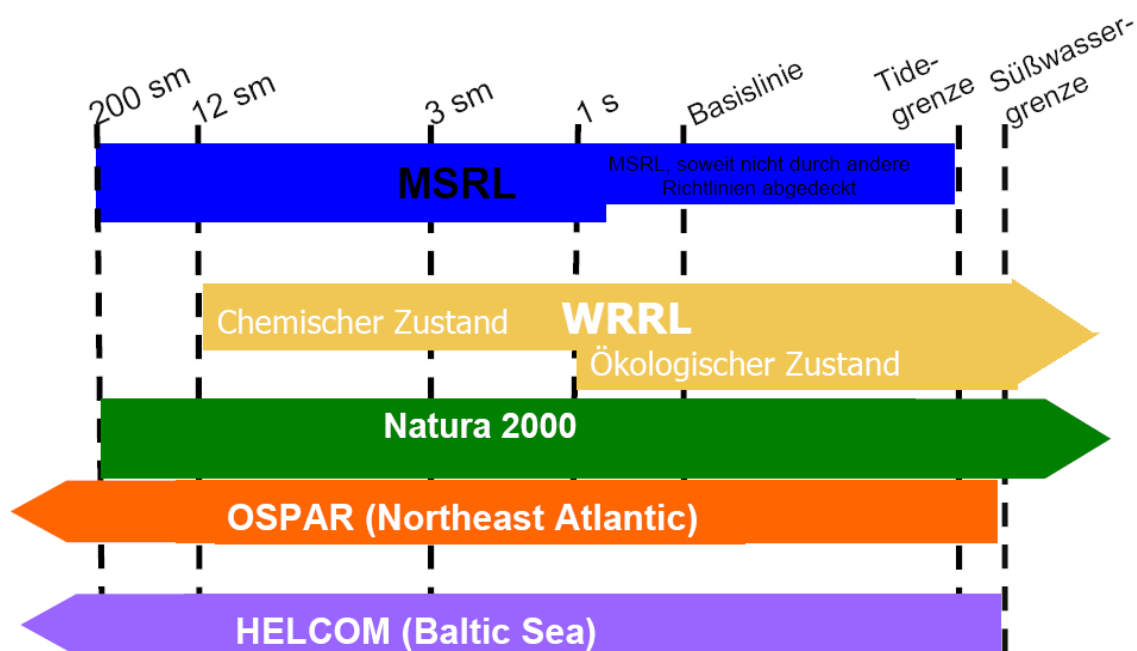 200 sm
12 sm
3 sm
1 s
Basislinie
Tide-
grenze
Süßwasser-
grenze
MSRL
MSRL, soweit nicht durch andere
Richtlinien abgedeckt
Chemischer Zustand
WRRL
Ökologischer Zustand
Natura 2000
OSPAR (Northeast Atlantic)
HELCOM (Baltic Sea)